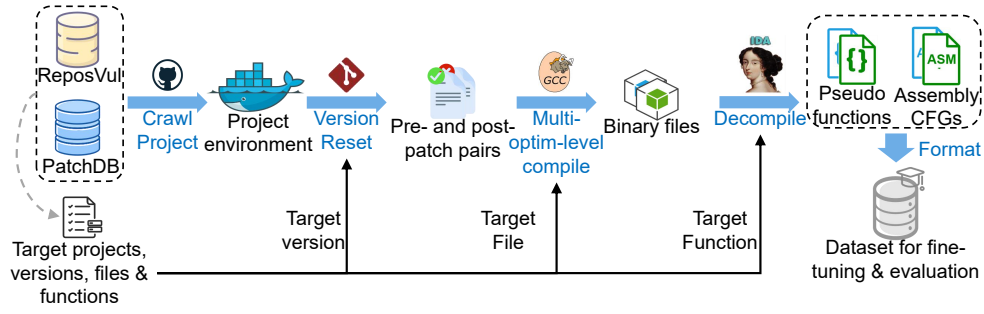 ReposVul
PatchDB
Crawl
Project
Project
environment
Version
Reset
Pre- and post-
patch pairs
GCC
Multi-
optim-level
compile
Binary files
IDA
Decompile
{}
Pseudo
functions
ASM
Assembly
CFGs
Format
Dataset for fine-
tuning & evaluation
Target projects,
versions, files &
functions
Target
version
Target
File
Target
Function